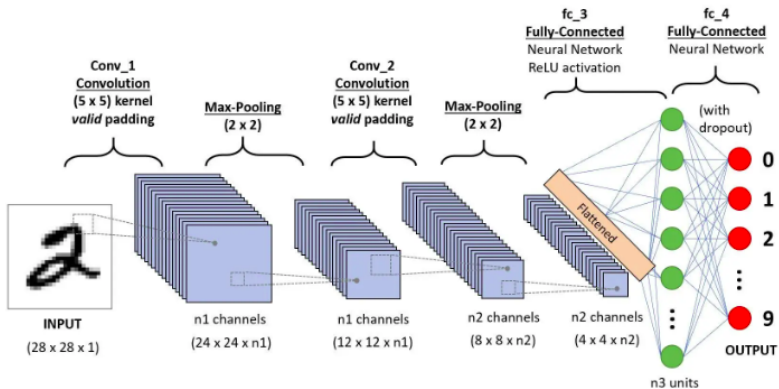 fc_3
Fully-Connected
Neural Network
ReLU activation
fc_4
Fully-Connected
Neural Network
Conv_1
Convolution
(5 x 5) kernel
valid padding
Max-Pooling
(2 x 2)
Conv_2
Convolution
(5 x 5) kernel
valid padding
Max-Pooling
(2 x 2)
(with
dropout)
Flattened
0
1
2
9
INPUT
(28 x 28 x 1)
n1 channels
(24 x 24 x n1)
n1 channels
(12 x 12 x n1)
n2 channels
(8 x 8 x n2)
n2 channels
(4 x 4 x n2)
OUTPUT
n3 units
2